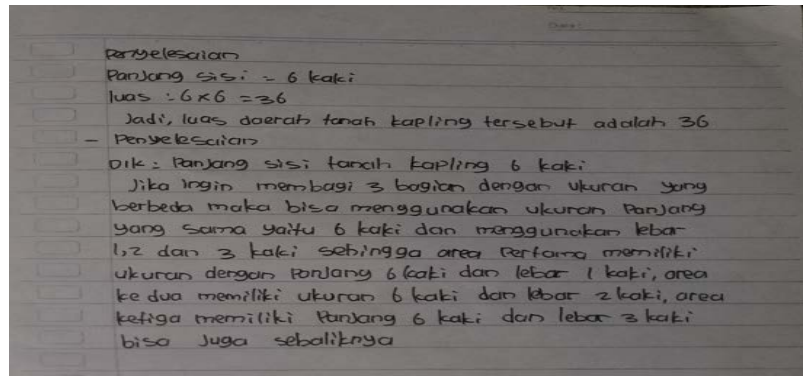 Penyelesaian
Panjang sisi = 6 kaki
luas : 6 × 6 = 36
Jadi, luas daerah tanah kapling tersebut adalah 36
- Penyelesaian
Dik : Panjang sisi tanah kapling 6 kaki
Jika ingin membagi 3 bagian dengan ukuran yang
berbeda maka bisa menggunakan ukuran Panjang
yang sama yaitu 6 kaki dan menggunakan lebar
1,2 dan 3 kaki sehingga area Pertama memiliki
ukuran dengan Panjang 6 kaki dan lebar 1 kaki, area
ke dua memiliki ukuran 6 kaki dan lebar 2 kaki, area
ketiga memiliki Panjang 6 kaki dan lebar 3 kaki
bisa Juga sebaliknya